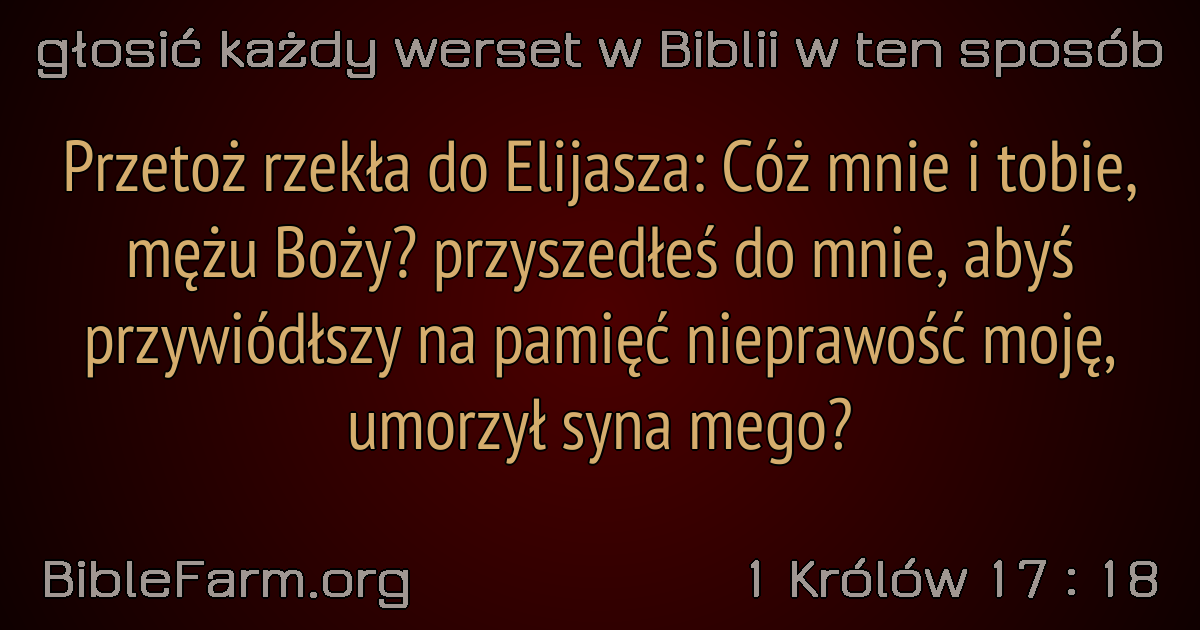 głosić każdy werset w Biblii w ten sposób
Przetoż rzekła do Elijasza: Cóż mnie i tobie,
mężu Boży? przyszedłeś do mnie, abyś
przywiódłszy na pamięć nieprawość moję,
umorzył syna mego?
BibleFarm.org
1 Królów 17 : 18